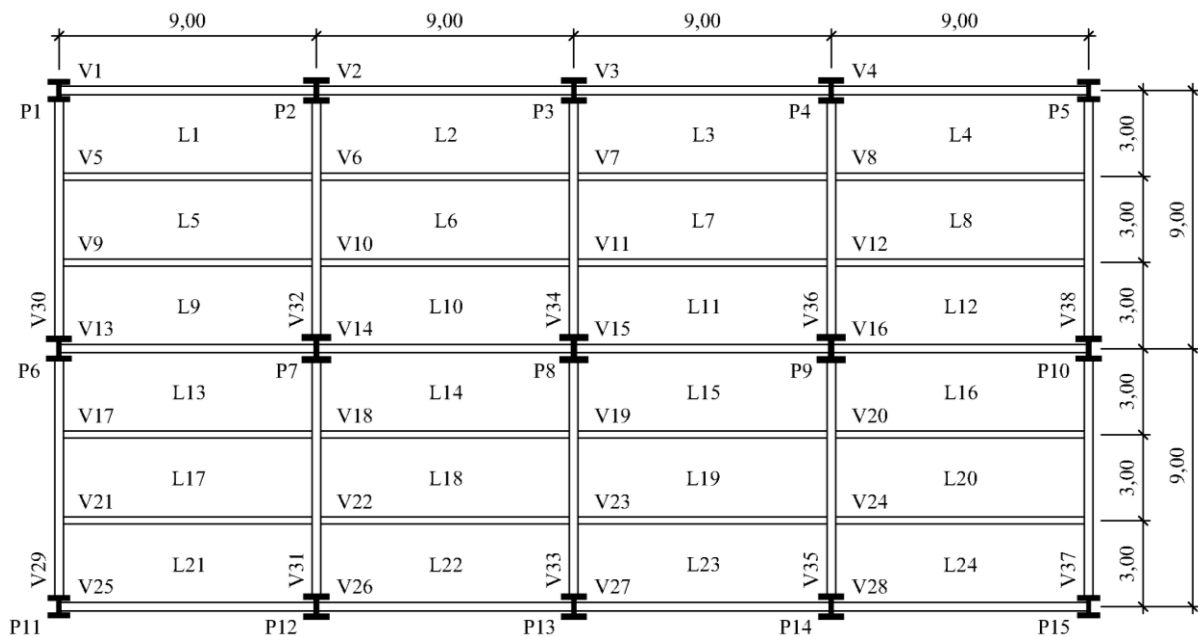 9,00 9,00 9,00 9,00
V1 V2 V3 V4
P1 P2 P3 P4 P5
L1 L2 L3 L4
3,00
V5 V6 V7 V8
L5 L6 L7 L8
3,00 9,00
V9 V10 V11 V12
L9 L10 L11 L12
3,00
V30 V32 V34 V36 V38
V13 V14 V15 V16
P6 P7 P8 P9 P10
L13 L14 L15 L16
3,00
V17 V18 V19 V20
L17 L18 L19 L20
3,00 9,00
V21 V22 V23 V24
L21 L22 L23 L24
3,00
V29 V31 V33 V35 V37
V25 V26 V27 V28
P11 P12 P13 P14 P15